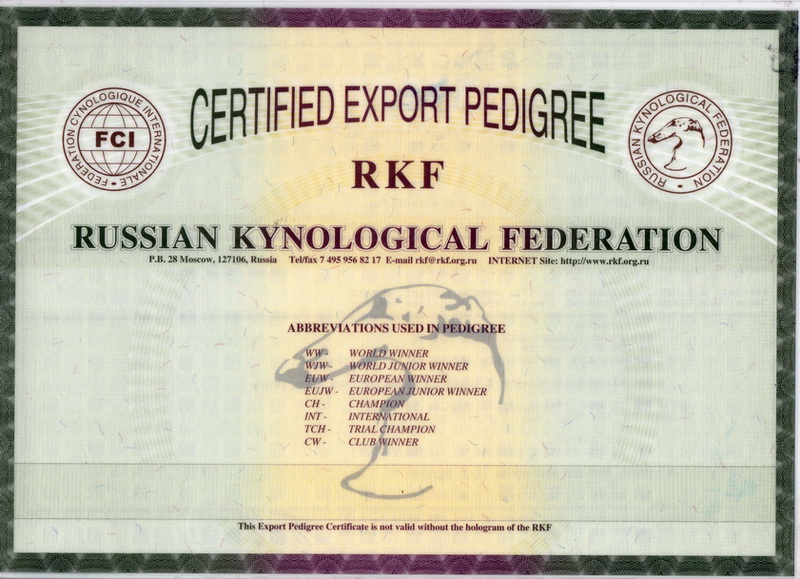 CERTIFIED EXPORT PEDIGREE
FEDERATION CYNOLOGIQUE INTERNATIONALE
FCI
RUSSIAN KYNOLOGICAL FEDERATION
RKF
RUSSIAN KYNOLOGICAL FEDERATION
P.B. 28 Moscow, 127106, Russia Tel/fax 7 495 956 82 17 E-mail rkf@rkf.org.ru INTERNET Site: http://www.rkf.org.ru
ABBREVIATIONS USED IN PEDIGREE
WW - WORLD WINNER
WJW - WORLD JUNIOR WINNER
EUW - EUROPEAN WINNER
EUJW - EUROPEAN JUNIOR WINNER
CH - CHAMPION
INT - INTERNATIONAL
TCH - TRIAL CHAMPION
CW - CLUB WINNER
This Export Pedigree Certificate is not valid without the hologram of the RKF